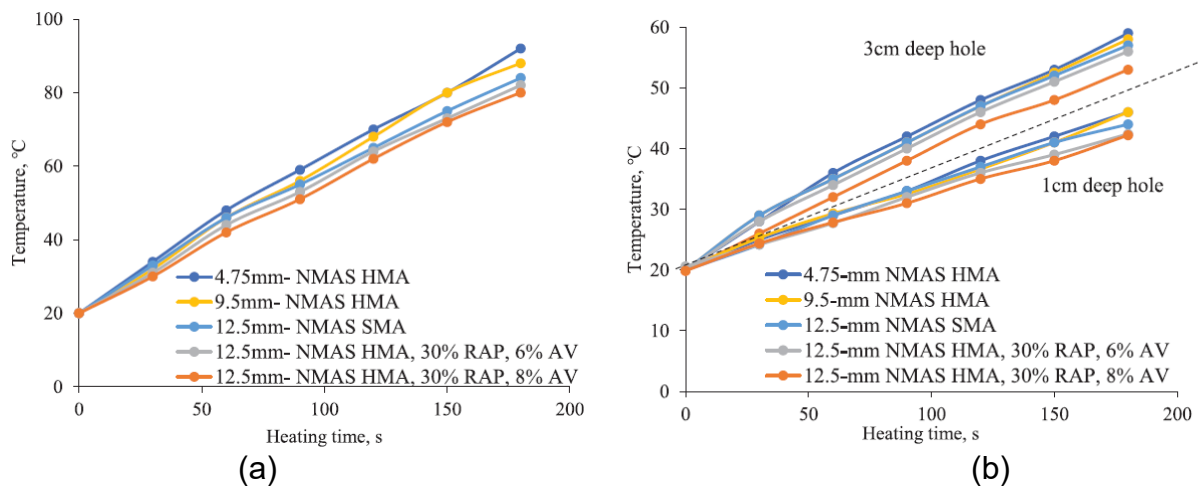 100
80
60
40
20
0
Temperature, °C
4.75mm- NMAS HMA
9.5mm- NMAS HMA
12.5mm- NMAS SMA
12.5mm- NMAS HMA, 30% RAP, 6% AV
12.5mm- NMAS HMA, 30% RAP, 8% AV
0 50 100 150 200
Heating time, s
(a)
60
50
40
30
20
10
0
Temperature, °C
3cm deep hole
1cm deep hole
4.75-mm NMAS HMA
9.5-mm NMAS HMA
12.5-mm NMAS SMA
12.5-mm NMAS HMA, 30% RAP, 6% AV
12.5-mm NMAS HMA, 30% RAP, 8% AV
0 50 100 150 200
Heating time, s
(b)